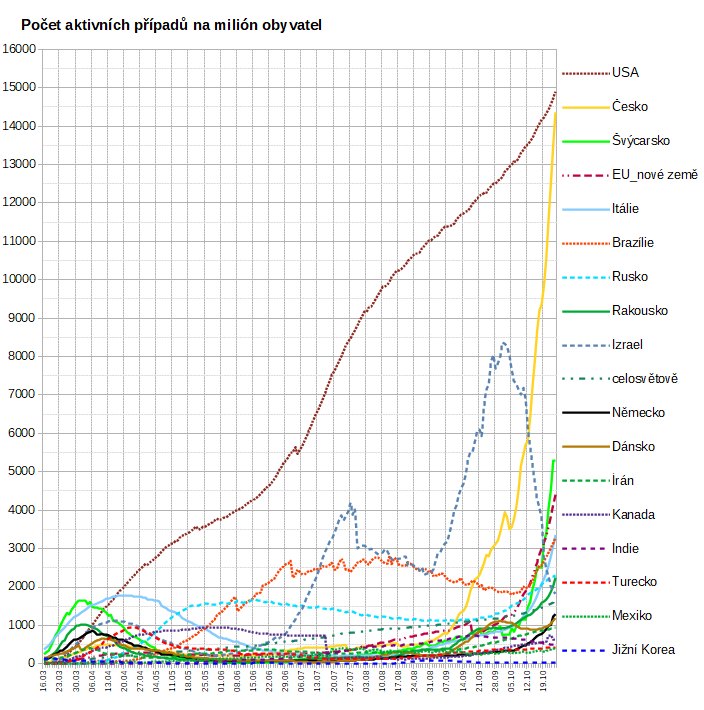 Počet aktivních případů na milión obyvatel
16000
15000
14000
13000
12000
11000
10000
9000
8000
7000
6000
5000
4000
3000
2000
1000
0
USA
Česko
Švýcarsko
EU_nové země
Itálie
Brazílie
Rusko
Rakousko
Izrael
celosvětově
Německo
Dánsko
Írán
Kanada
Indie
Turecko
Mexiko
Jižní Korea
16.03
23.03
30.03
06.04
13.04
20.04
27.04
04.05
11.05
18.05
25.05
01.06
08.06
15.06
22.06
29.06
06.07
13.07
20.07
27.07
03.08
10.08
17.08
24.08
31.08
07.09
14.09
21.09
28.09
05.10
12.10
19.10